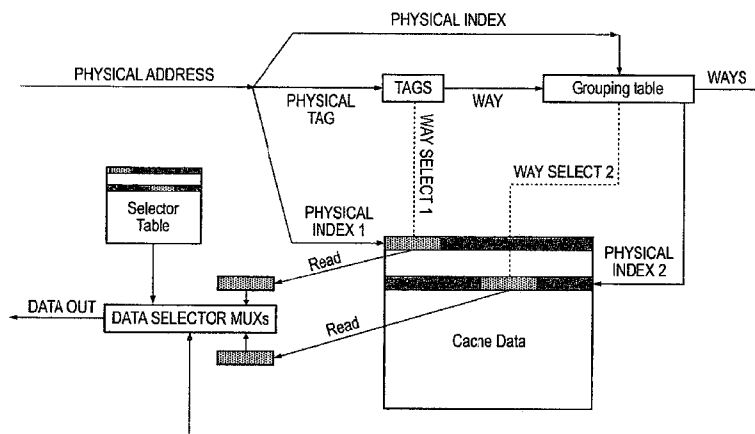 PHYSICAL INDEX
PHYSICAL ADDRESS
PHYSICAL
TAG
TAGS
WAY
Grouping table
WAYS
WAY SELECT 1
WAY SELECT 2
Selector
Table
PHYSICAL
INDEX 1
PHYSICAL
INDEX 2
Read
DATA OUT
DATA SELECTOR MUXs
Read
Cache Data